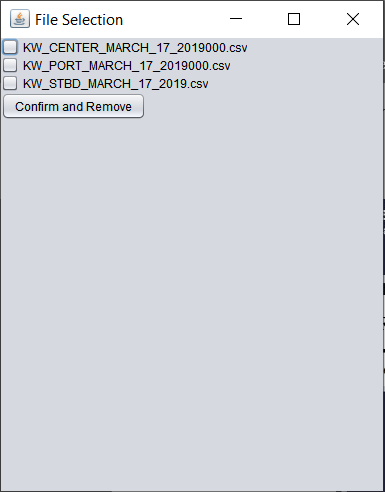 File Selection
KW_CENTER_MARCH_17_2019000.csv
KW_PORT_MARCH_17_2019000.csv
KW_STBD_MARCH_17_2019.csv
Confirm and Remove